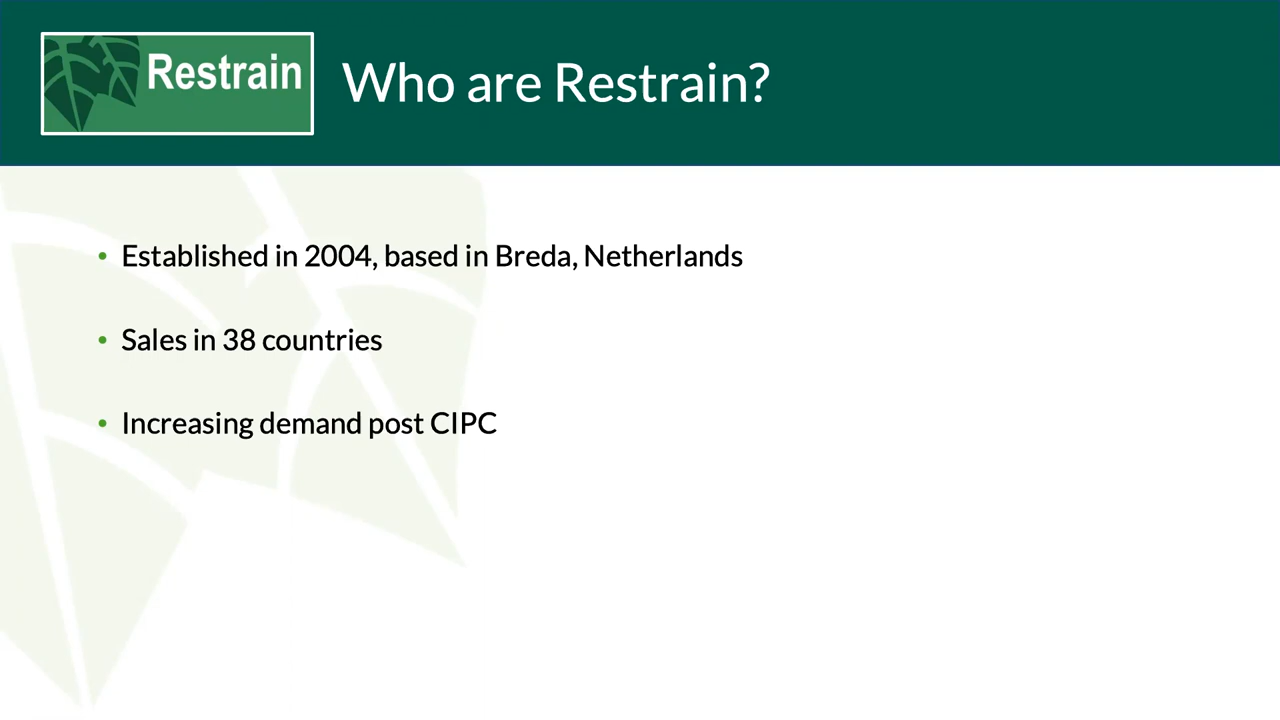 Restrain
Who are Restrain?
• Established in 2004, based in Breda, Netherlands
• Sales in 38 countries
• Increasing demand post CIPC